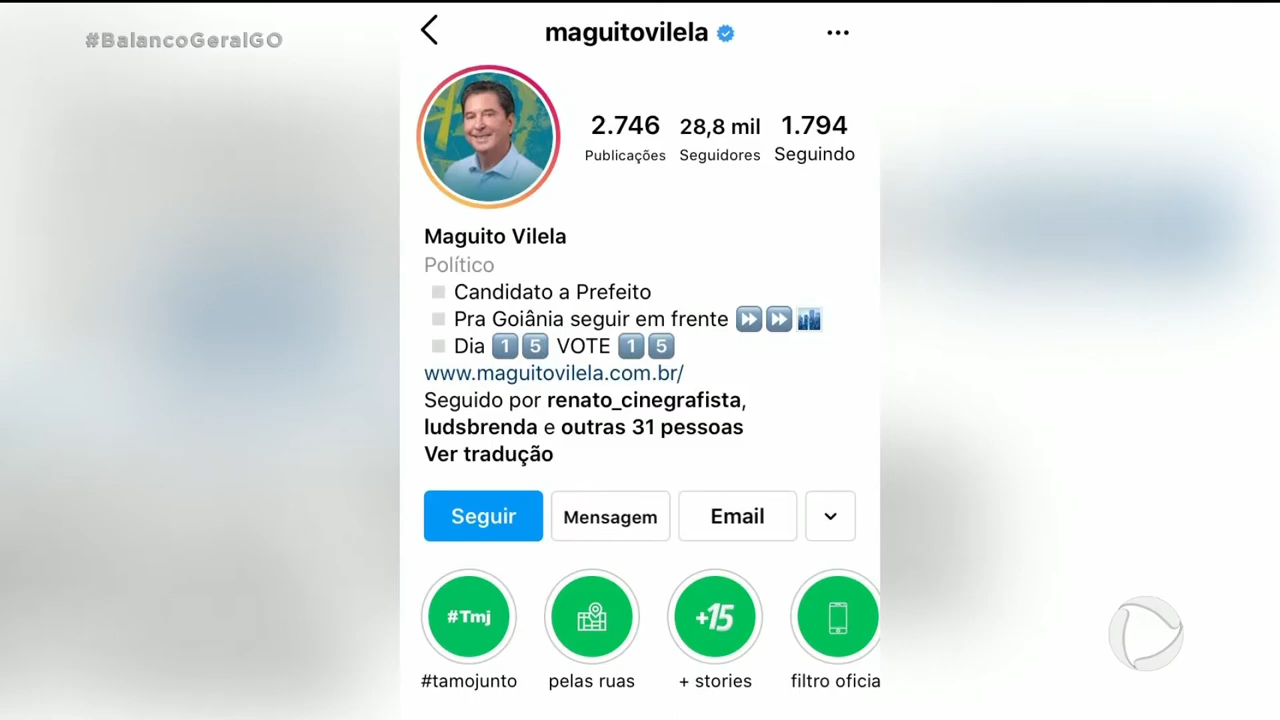 #BalancoGeralGO
maguitovilela
2.746 28,8 mil 1.794
Publicações Seguidores Seguindo
Maguito Vilela
Político
Candidato a Prefeito
Pra Goiânia seguir em frente ⏩⏩🏙️
Dia 1️⃣5️⃣ VOTE 1️⃣5️⃣
www.maguitovilela.com.br/
Seguido por renato_cinegrafista,
ludsbrenda e outras 31 pessoas
Ver tradução
Seguir Mensagem Email
#Tmj +15
#tamojunto pelas ruas + stories filtro oficia